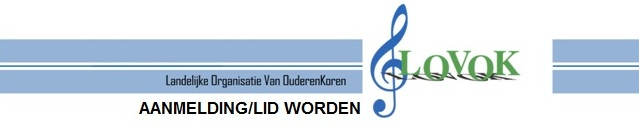 LOVOK
Landelijke Organisatie Van OuderenKoren
AANMELDING/LID WORDEN